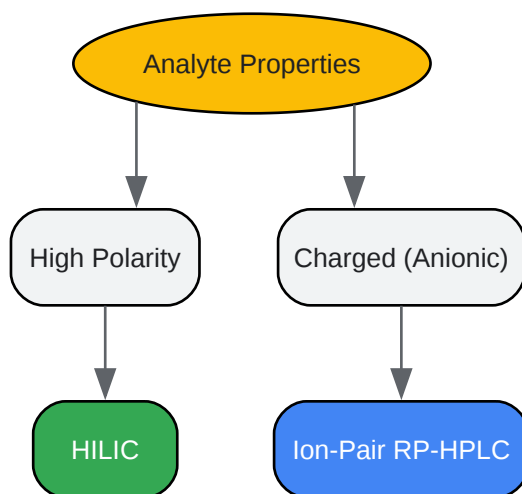 Analyte Properties
High Polarity
Charged (Anionic)
HILIC
Ion-Pair RP-HPLC